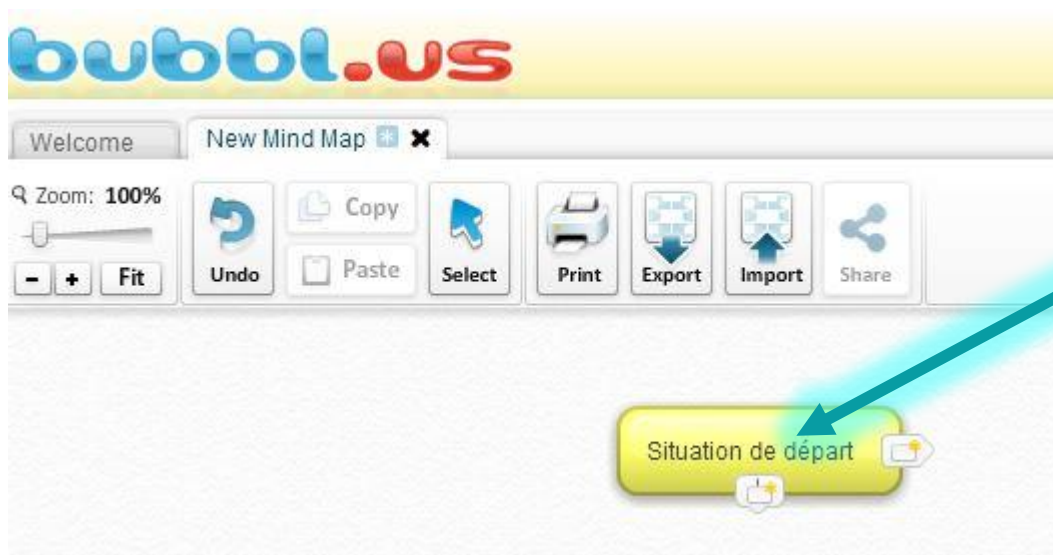 bubbl.us
Welcome New Mind Map
Zoom: 100%
- + Fit
Undo
Copy
Paste
Select
Print
Export
Import
Share
Situation de départ